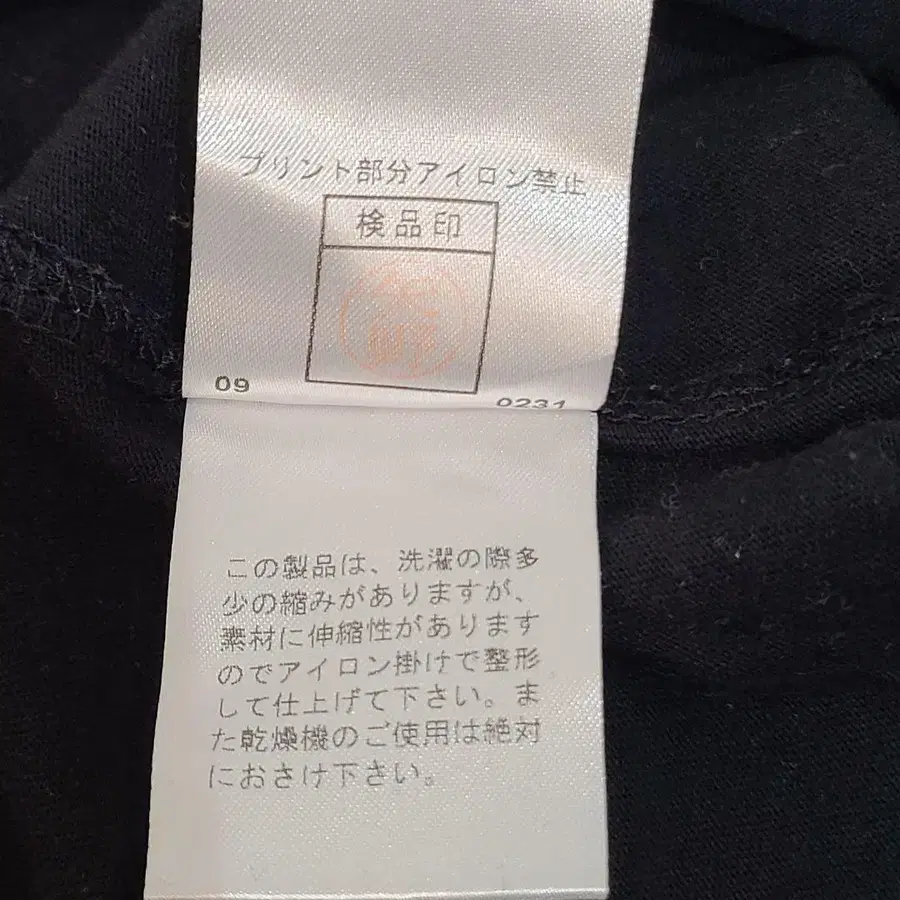 プリント部分アイロン禁止
検品印
09
0231
この製品は、洗濯の際多
少の縮みがありますが、
素材に伸縮性があります
のでアイロン掛けで整形
して仕上げて下さい。ま
た乾燥機のご使用は絶対
におさけ下さい。